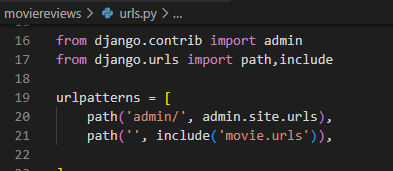 moviereviews > urls.py > ...
16 from django.contrib import admin
17 from django.urls import path,include
18
19 urlpatterns = [
20 path('admin/', admin.site.urls),
21 path('', include('movie.urls')),
22